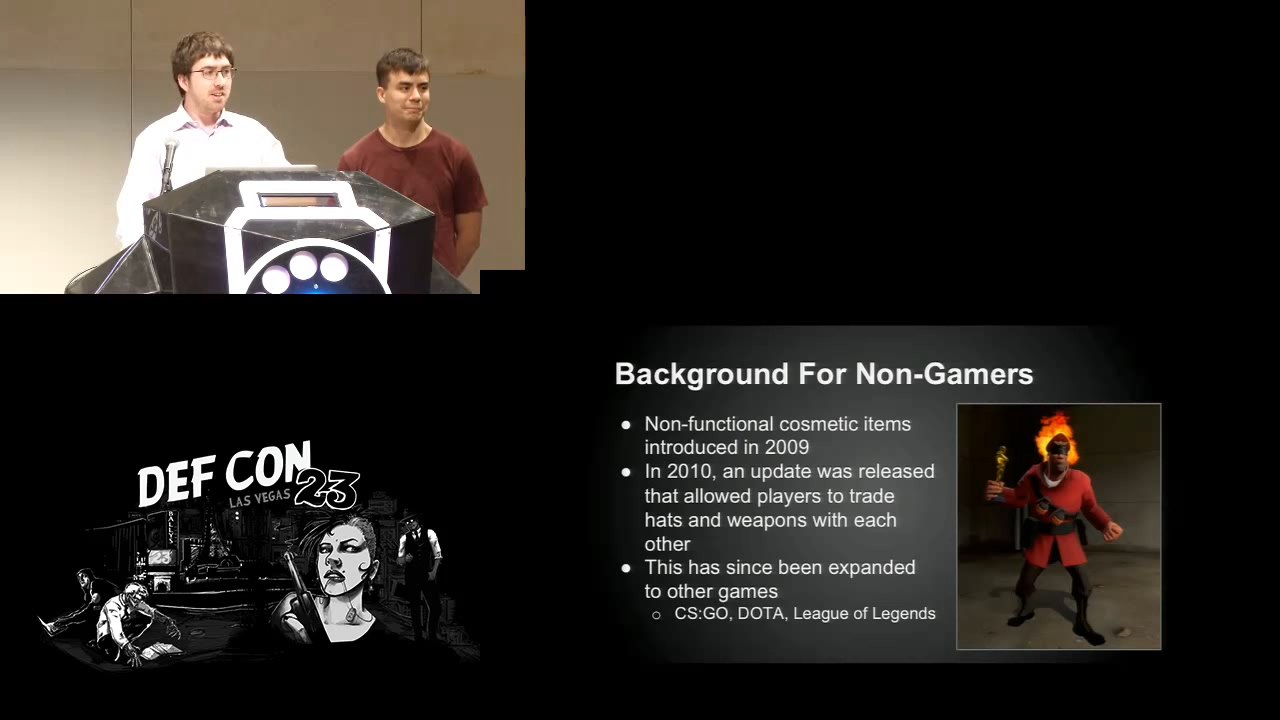 DEF CON
LAS VEGAS 23
BALLY'S
23
Background For Non-Gamers
● Non-functional cosmetic items
introduced in 2009
● In 2010, an update was released
that allowed players to trade
hats and weapons with each
other
● This has since been expanded
to other games
○ CS:GO, DOTA, League of Legends